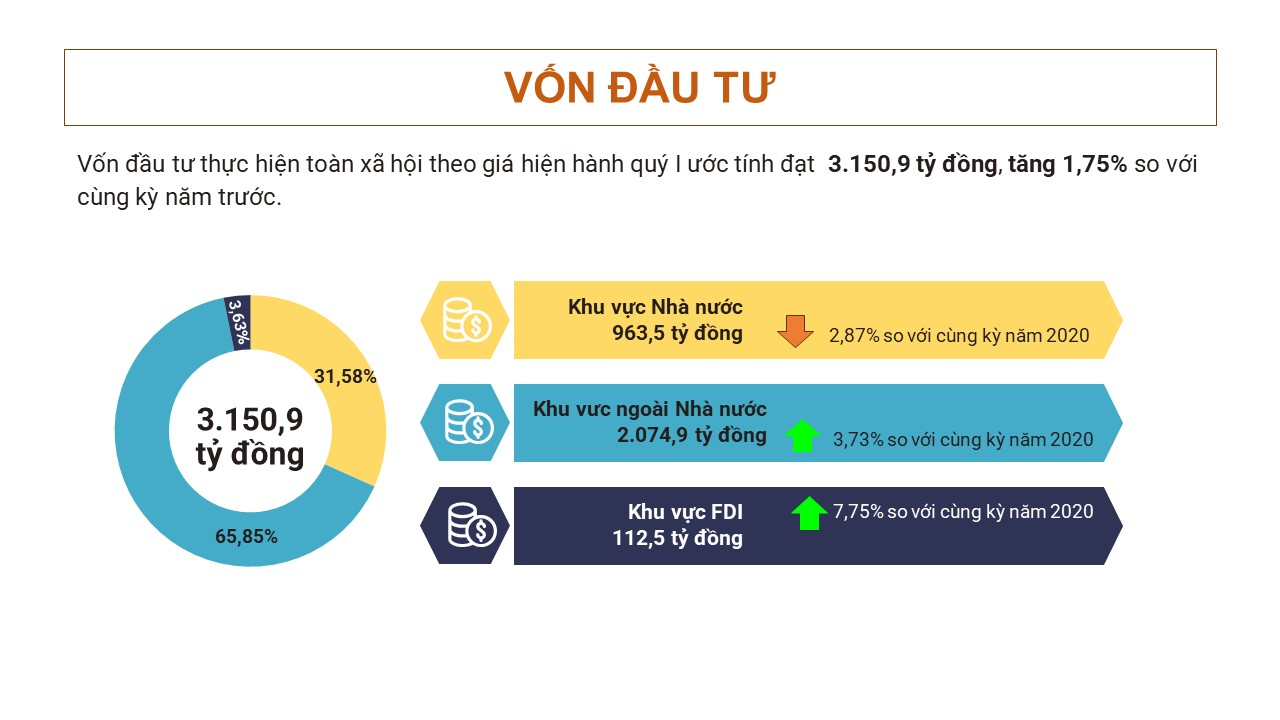 VỐN ĐẦU TƯ
Vốn đầu tư thực hiện toàn xã hội theo giá hiện hành quý I ước tính đạt 3.150,9 tỷ đồng, tăng 1,75% so với
cùng kỳ năm trước.
3,63%
31,58%
3.150,9
tỷ đồng
65,85%
Khu vực Nhà nước
963,5 tỷ đồng
2,87% so với cùng kỳ năm 2020
Khu vưc ngoài Nhà nước
2.074,9 tỷ đồng
3,73% so với cùng kỳ năm 2020
Khu vực FDI
112,5 tỷ đồng
7,75% so với cùng kỳ năm 2020